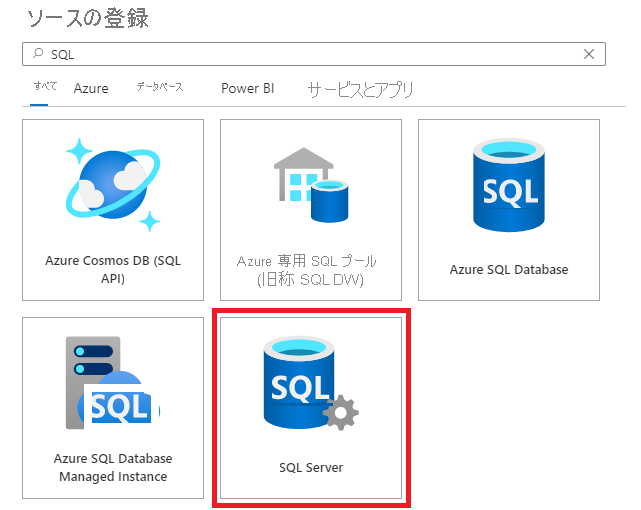 ソースの登録
SQL
すべて Azure データベース Power BI サービスとアプリ
Azure Cosmos DB (SQL
API)
Azure 専用 SQL プール
(旧称 SQL DW)
SQL
Azure SQL Database
SQL
Azure SQL Database
Managed Instance
SQL
SQL Server